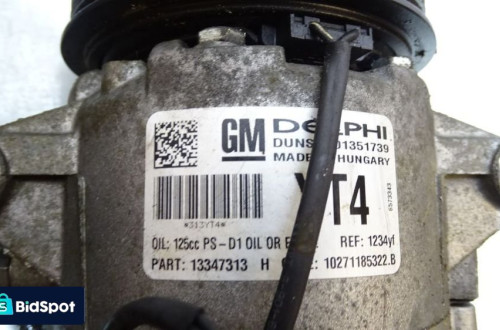 GM DELPHI
DUNS 01351739
MADE HUNGARY
YT4
*313YT4*
6573343
OIL: 125cc PS-D1 OIL OR REF: 1234yf
PART: 13347313 H 10271185322.B
BidSpot